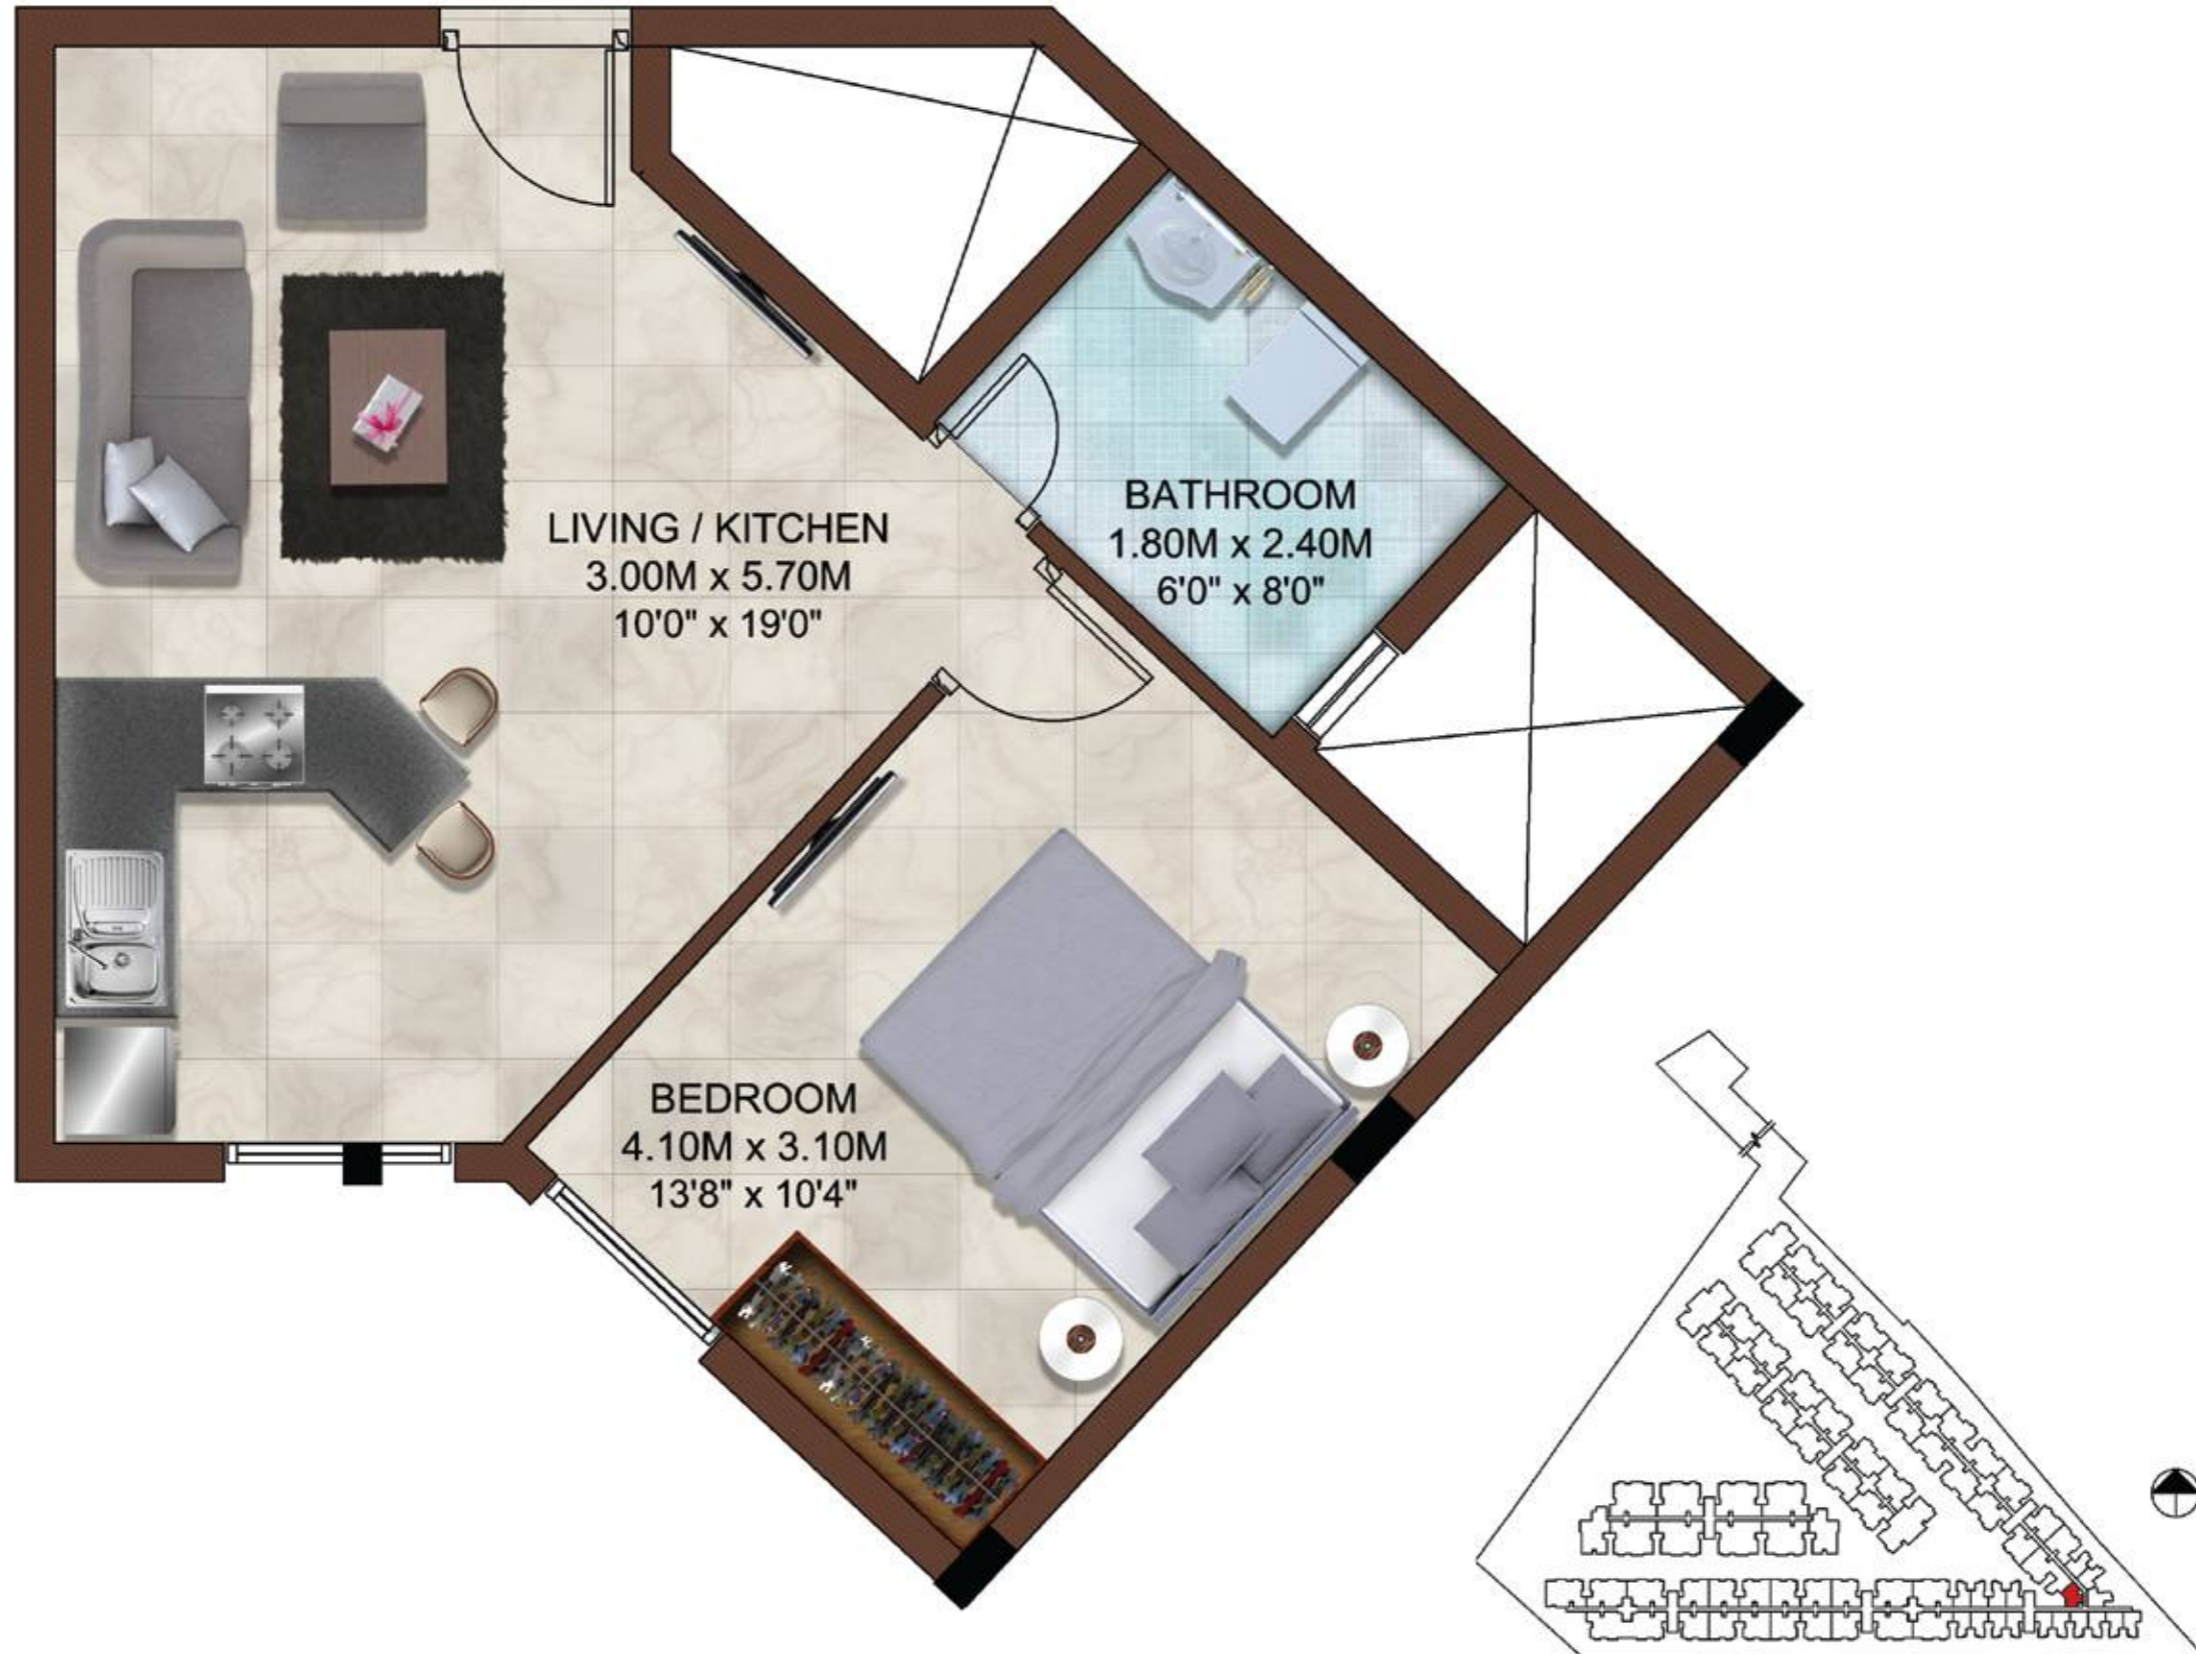 LIVING / KITCHEN
3.00M x 5.70M
10'0" x 19'0"
BATHROOM
1.80M x 2.40M
6'0" x 8'0"
BEDROOM
4.10M x 3.10M
13'8" x 10'4"